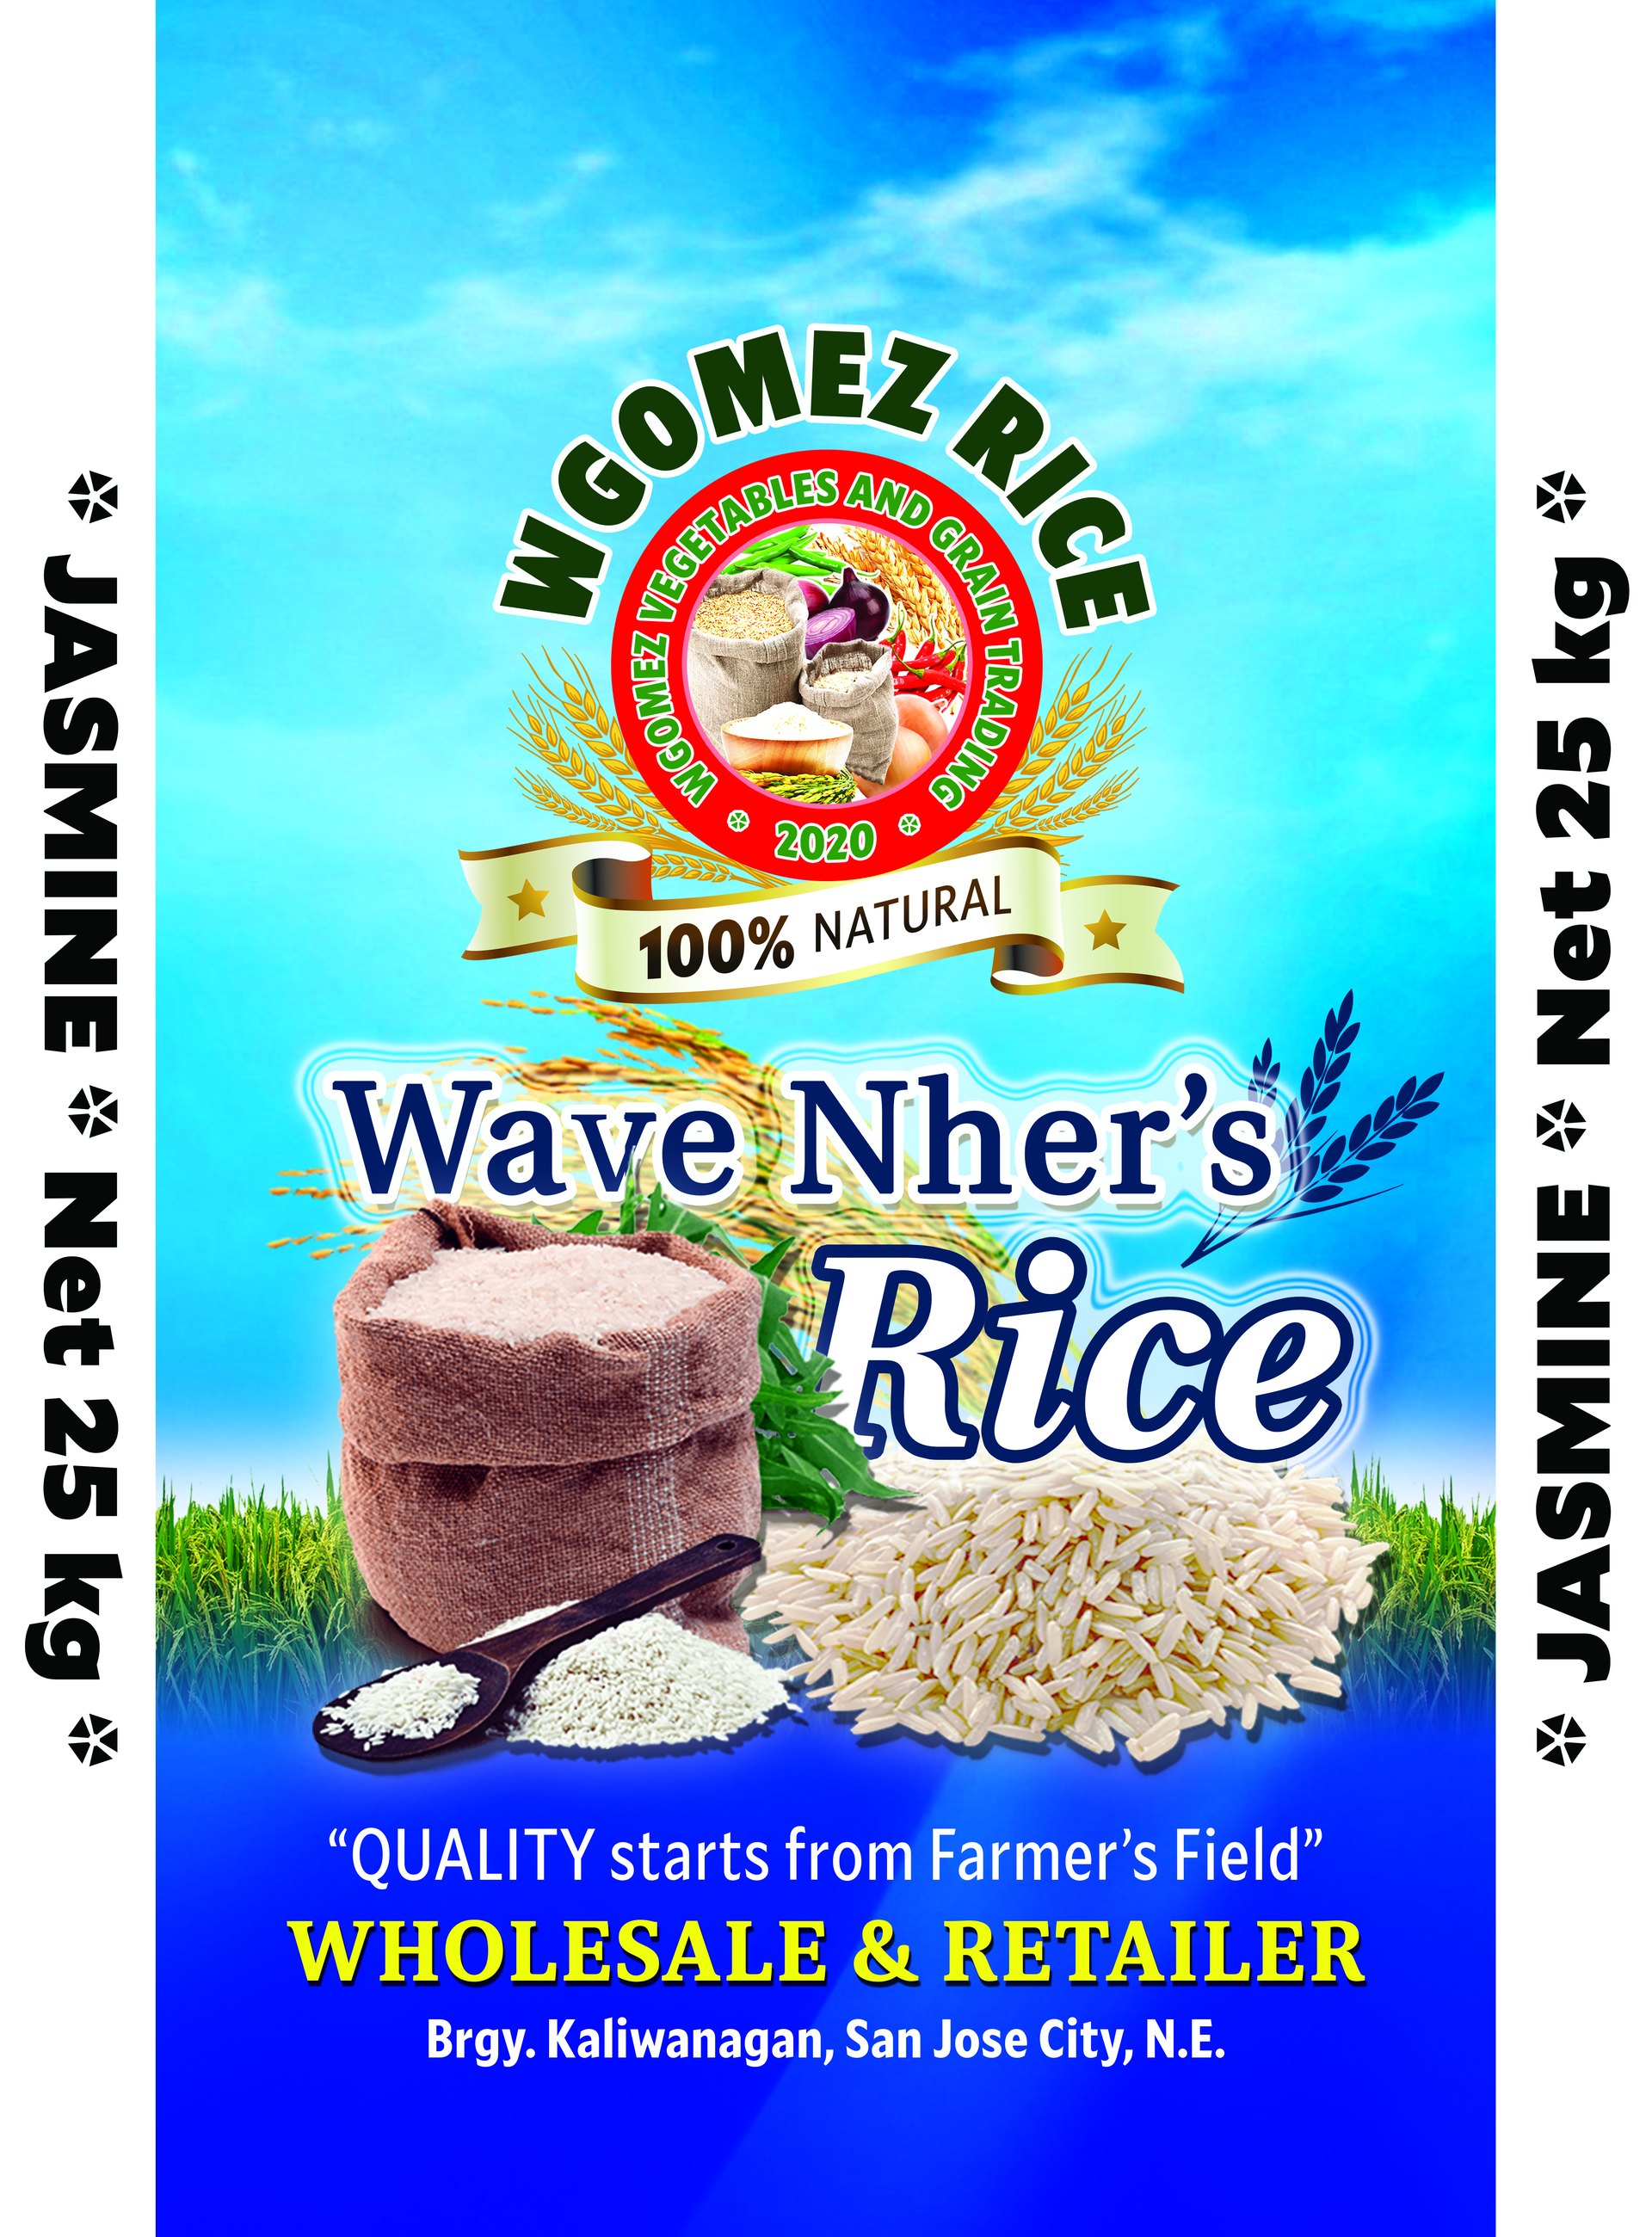 WGOMEZ RICE
WGOMEZ VEGETABLES AND GRAIN TRADING
2020
100% NATURAL
Wave Nher’s
Rice
“QUALITY starts from Farmer’s Field”
WHOLESALE & RETAILER
Brgy. Kaliwanagan, San Jose City, N.E.
JASMINE Net 25 kg
JASMINE Net 25 kg